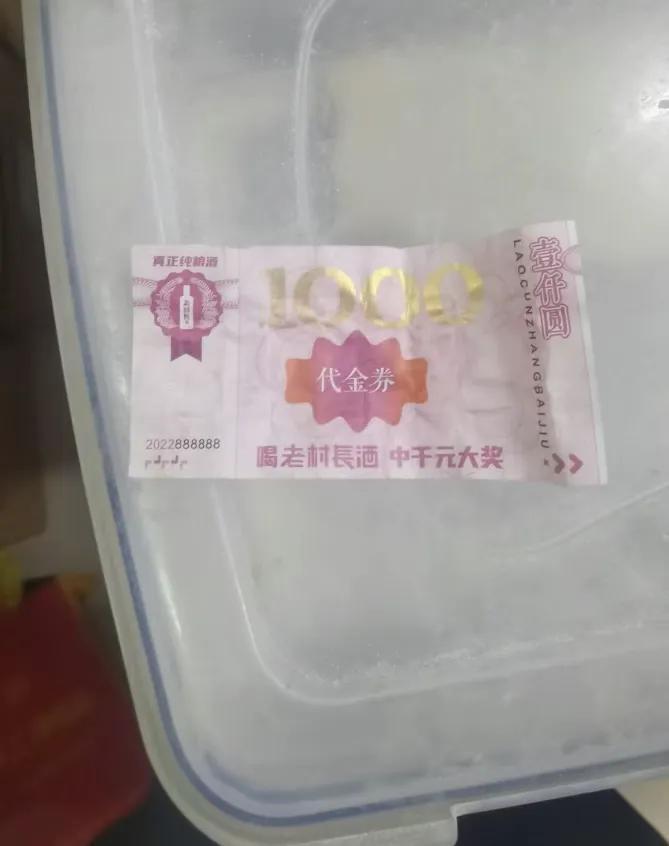 真正纯粮酒
1000
壹仟圆
LAOCUNZHANGBAIJIU
代金券
2022888888
喝老村長酒 中千元大奖